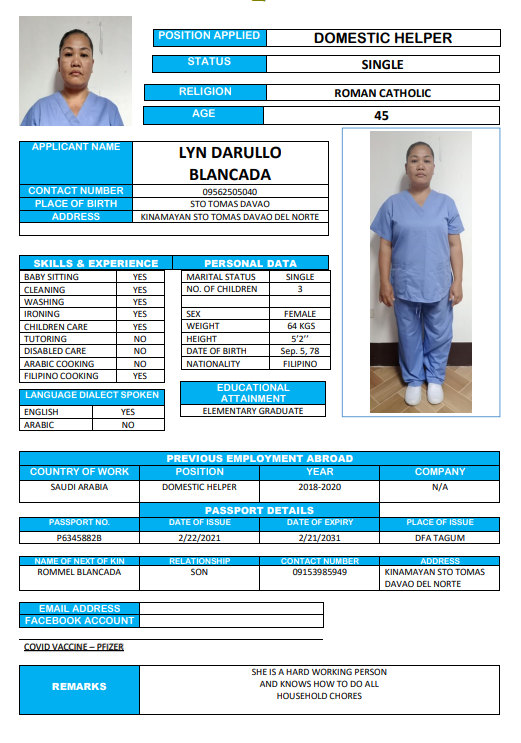 POSITION APPLIED DOMESTIC HELPER
STATUS SINGLE
RELIGION ROMAN CATHOLIC
AGE 45
APPLICANT NAME LYN DARULLO
BLANCADA
CONTACT NUMBER 09562505040
PLACE OF BIRTH STO TOMAS DAVAO
ADDRESS KINAMAYAN STO TOMAS DAVAO DEL NORTE
SKILLS & EXPERIENCE
BABY SITTING YES
CLEANING YES
WASHING YES
IRONING YES
CHILDREN CARE YES
TUTORING NO
DISABLED CARE NO
ARABIC COOKING NO
FILIPINO COOKING YES
LANGUAGE DIALECT SPOKEN
ENGLISH YES
ARABIC NO
PERSONAL DATA
MARITAL STATUS SINGLE
NO. OF CHILDREN 3
SEX FEMALE
WEIGHT 64 KGS
HEIGHT 5'2''
DATE OF BIRTH Sep. 5, 78
NATIONALITY FILIPINO
EDUCATIONAL
ATTAINMENT
ELEMENTARY GRADUATE
PREVIOUS EMPLOYMENT ABROAD
COUNTRY OF WORK POSITION YEAR COMPANY
SAUDI ARABIA DOMESTIC HELPER 2018-2020 N/A
PASSPORT DETAILS
PASSPORT NO. DATE OF ISSUE DATE OF EXPIRY PLACE OF ISSUE
P6345882B 2/22/2021 2/21/2031 DFA TAGUM
NAME OF NEXT OF KIN RELATIONSHIP CONTACT NUMBER ADDRESS
ROMMEL BLANCADA SON 09153985949 KINAMAYAN STO TOMAS
DAVAO DEL NORTE
EMAIL ADDRESS
FACEBOOK ACCOUNT
COVID VACCINE – PFIZER
REMARKS
SHE IS A HARD WORKING PERSON
AND KNOWS HOW TO DO ALL
HOUSEHOLD CHORES